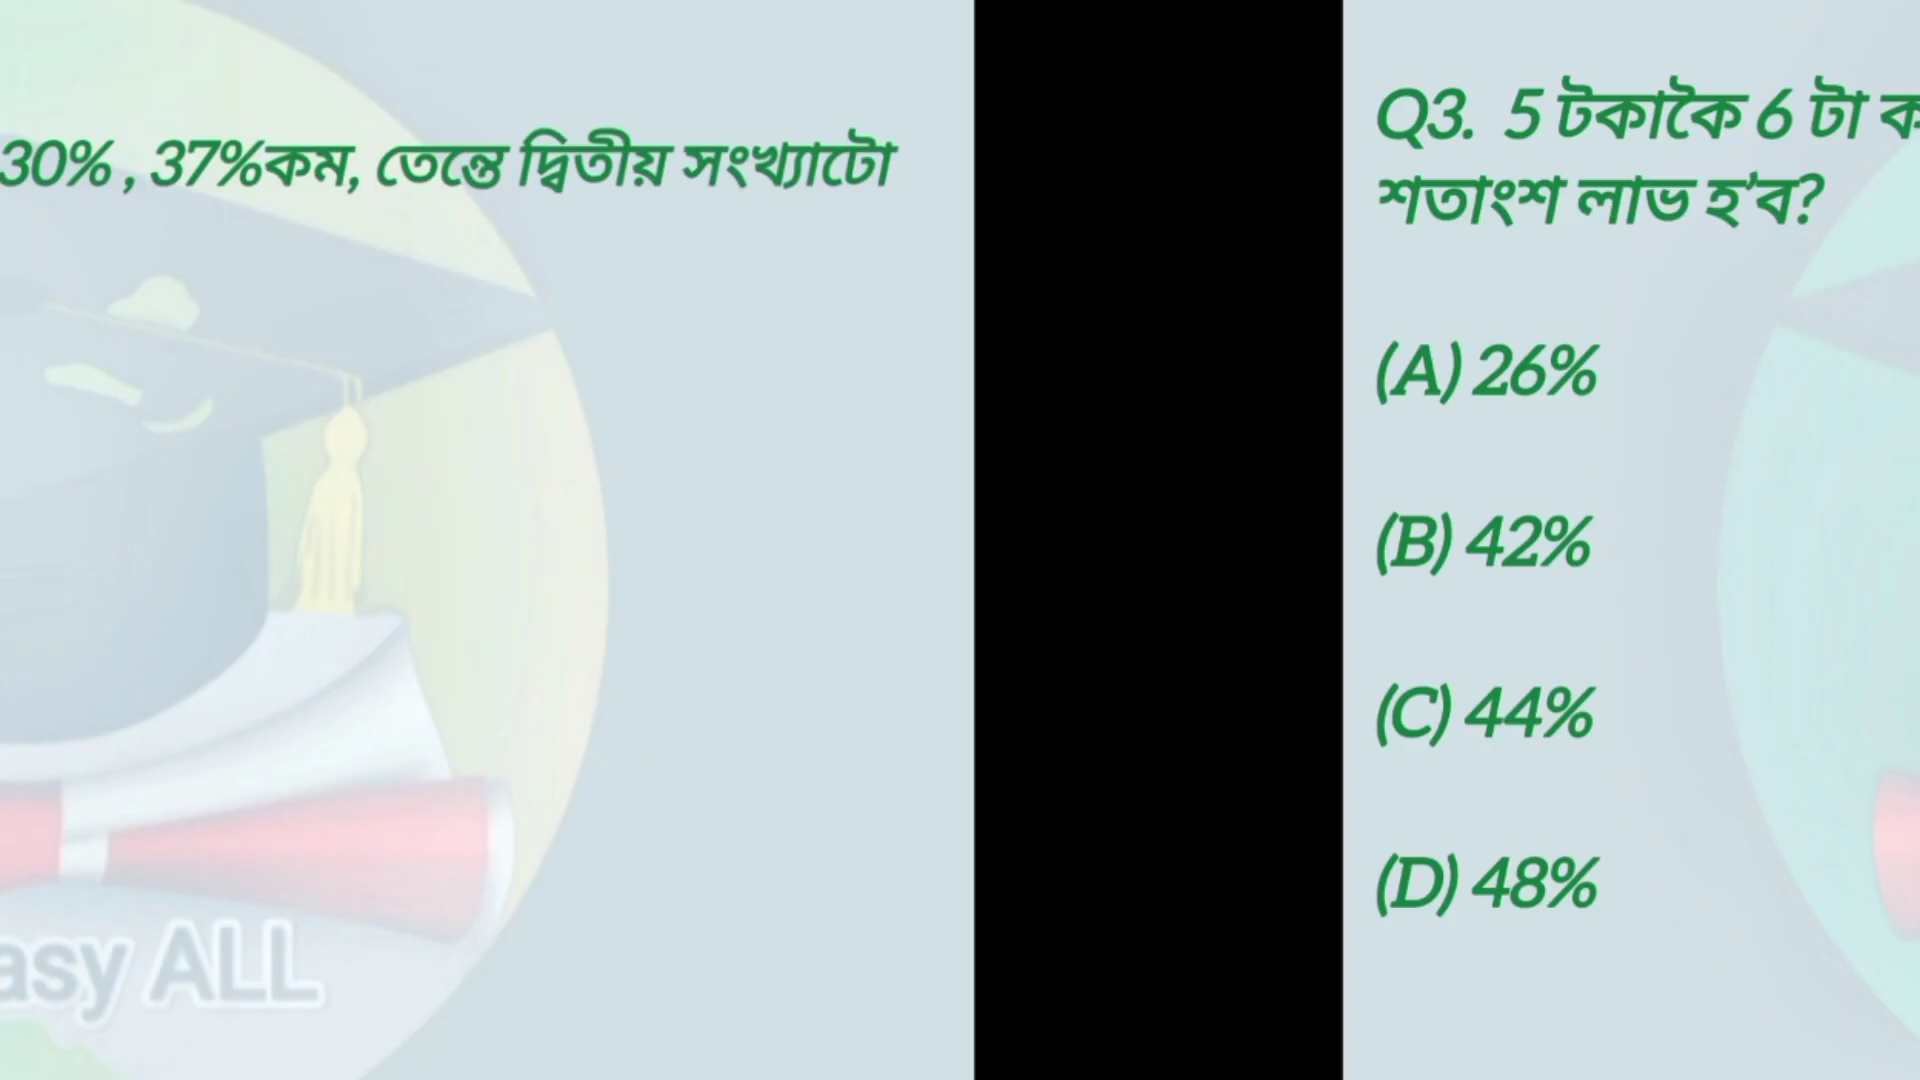 30% , 37%কম, তেন্তে দ্বিতীয় সংখ্যাটো
asy ALL
Q3. 5 টকাকৈ 6 টা
শতাংশ লাভ হ'ব?
(A) 26%
(B) 42%
(C) 44%
(D) 48%